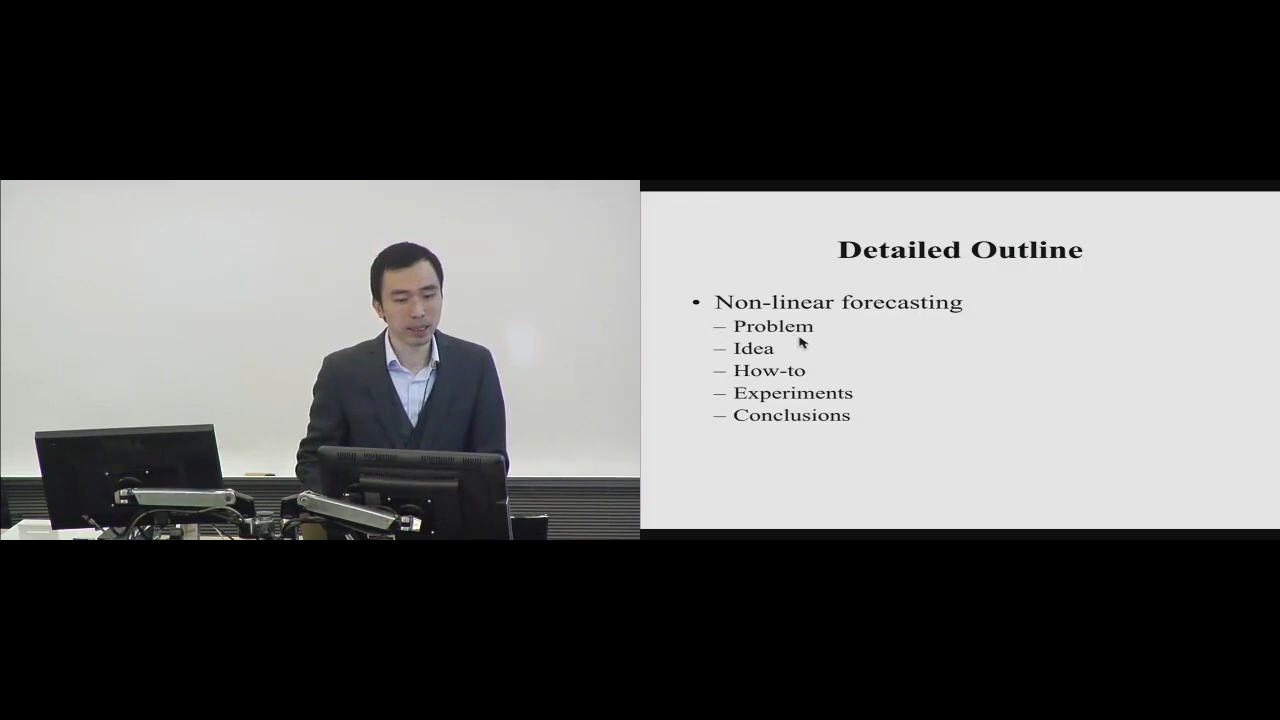 Detailed Outline
• Non-linear forecasting
– Problem
– Idea
– How-to
– Experiments
– Conclusions